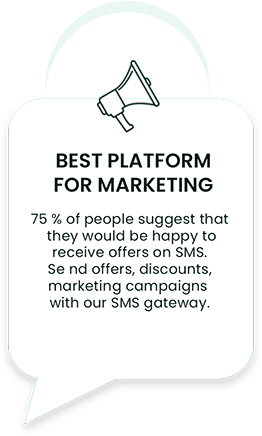 BEST PLATFORM
FOR MARKETING
75 % of people suggest that
they would be happy to
receive offers on SMS.
Se nd offers, discounts,
marketing campaigns
with our SMS gateway.